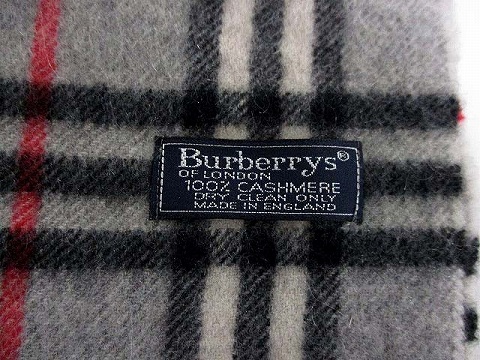 Burberrys®
OF LONDON
100% CASHMERE
DRY CLEAN ONLY
MADE IN ENGLAND